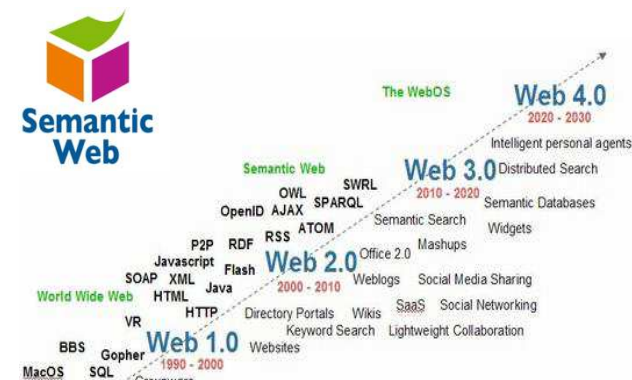 The WebOS
Web 4.0
2020 - 2030
Semantic
Web
Intelligent personal agents
Semantic Web
SWRL
Web 3.0
Distributed Search
2010 - 2020
OWL
SPARQL
Semantic Databases
OpenID
AJAX
Semantic Search
ATOM
Widgets
P2P
RDF
RSS
Mashups
Office 2.0
Javascript
Flash
Web 2.0
2000 - 2010
SOAP
XML
Java
Weblogs
Social Media Sharing
World Wide Web
HTML
HTTP
Directory Portals
Wikis
SaaS
Social Networking
VR
Keyword Search
Lightweight Collaboration
BBS
Gopher
Web 1.0
1990 - 2000
Websites
MacOS
SQL